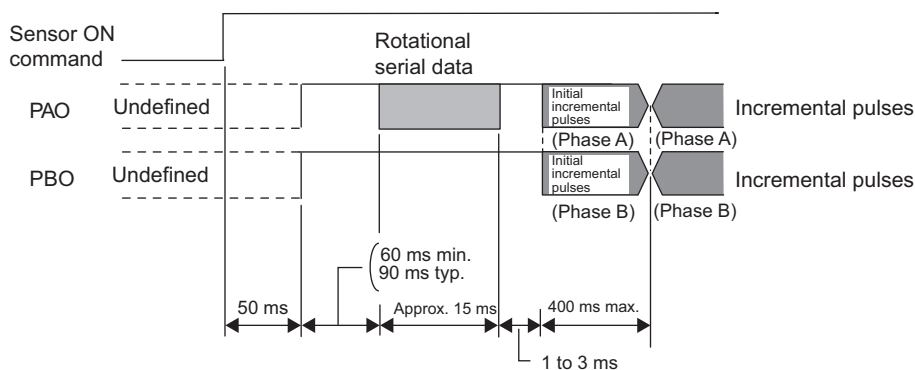 Sensor ON
command
Rotational
serial data
PAO
Undefined
Initial
incremental
pulses
(Phase A)
(Phase A)
Incremental pulses
PBO
Undefined
Initial
incremental
pulses
(Phase B)
(Phase B)
Incremental pulses
60 ms min.
90 ms typ.
50 ms
Approx. 15 ms
400 ms max.
1 to 3 ms